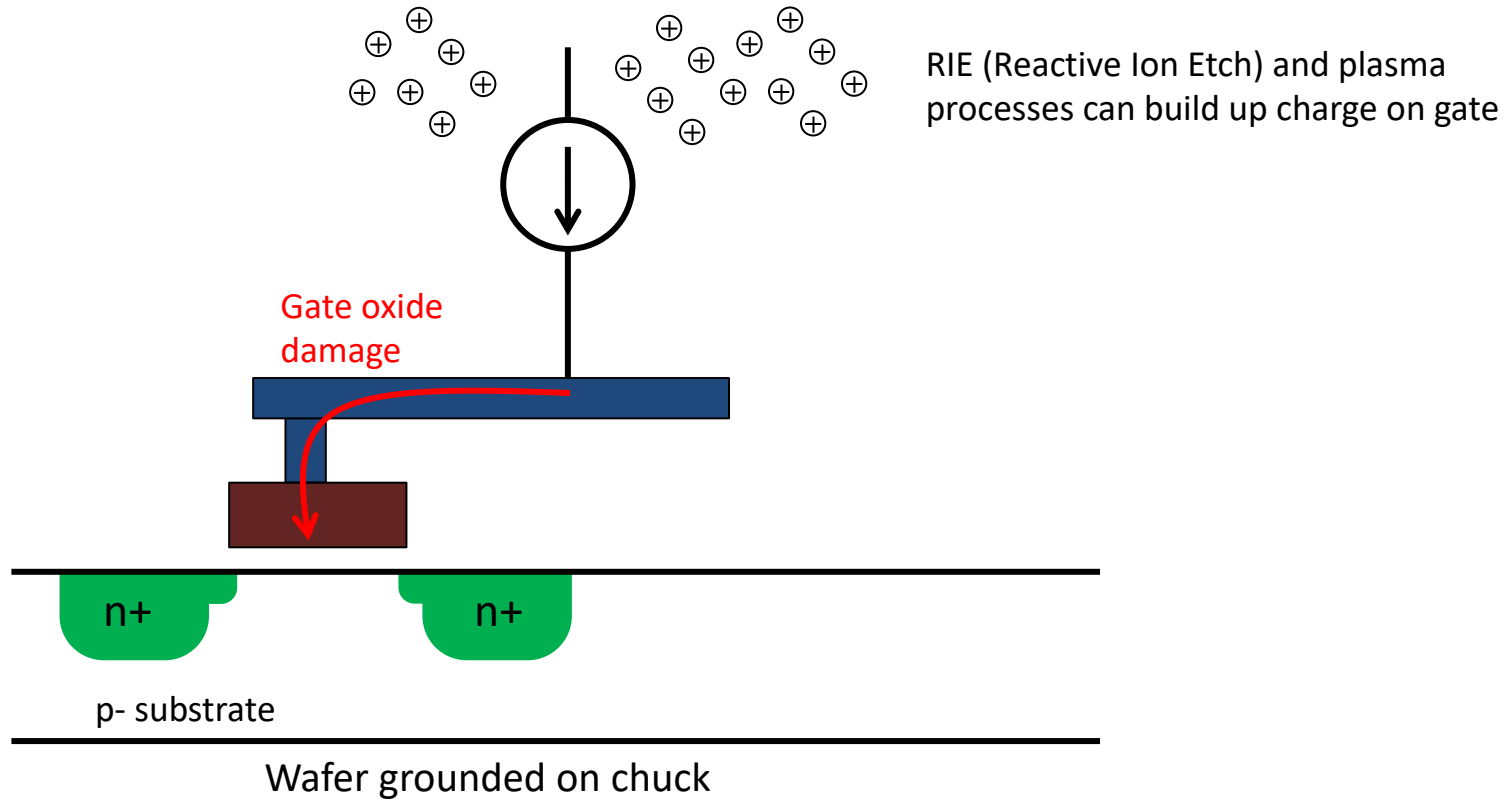 RIE (Reactive Ion Etch) and plasma
processes can build up charge on gate
Gate oxide
damage
n+
n+
p- substrate
Wafer grounded on chuck